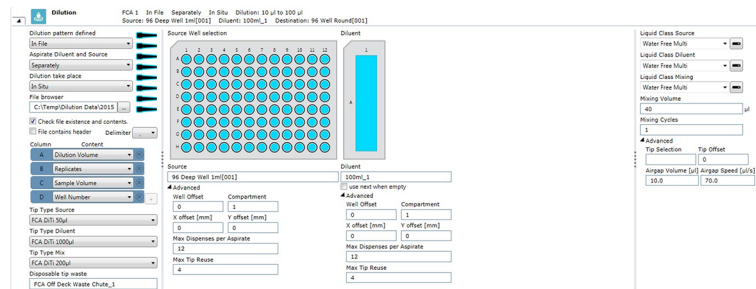 Dilution
FCA 1 In File Separately In Situ Dilution: 10 µl to 100 µl
Source: 96 Deep Well 1ml[001] Diluent: 100ml_1 Destination: 96 Well Round[001]
Dilution pattern defined
In File
Aspirate Diluent and Source
Separately
Dilution take place
In Situ
File browser
C:\Temp\Dilution Data\2015 ...
Check file existence and contents.
File contains header Delimiter ,
Column Content
A Dilution Volume
B Replicates
C Sample Volume
D Well Number
Tip Type Source
FCA DiTi 50µl
Tip Type Diluent
FCA DiTi 1000µl
Tip Type Mix
FCA DiTi 200µl
Disposable tip waste
FCA Off Deck Waste Chute_1
Source Well selection
1 2 3 4 5 6 7 8 9 10 11 12
A
B
C
D
E
F
G
H
Source
96 Deep Well 1ml[001]
Advanced
Well Offset Compartment
0 1
X offset [mm] Y offset [mm]
0 0
Max Dispenses per Aspirate
12
Max Tip Reuse
4
Diluent
1
A
Diluent
100ml_1
use next when empty
Advanced
Well Offset Compartment
0 1
X offset [mm] Y offset [mm]
0 0
Max Dispenses per Aspirate
12
Max Tip Reuse
4
Liquid Class Source
Water Free Multi
Liquid Class Diluent
Water Free Multi
Liquid Class Mixing
Water Free Multi
Mixing Volume
40 µl
Mixing Cycles
1
Advanced
Tip Selection Tip Offset
0
Airgap Volume [µl] Airgap Speed [µl/s]
10.0 70.0